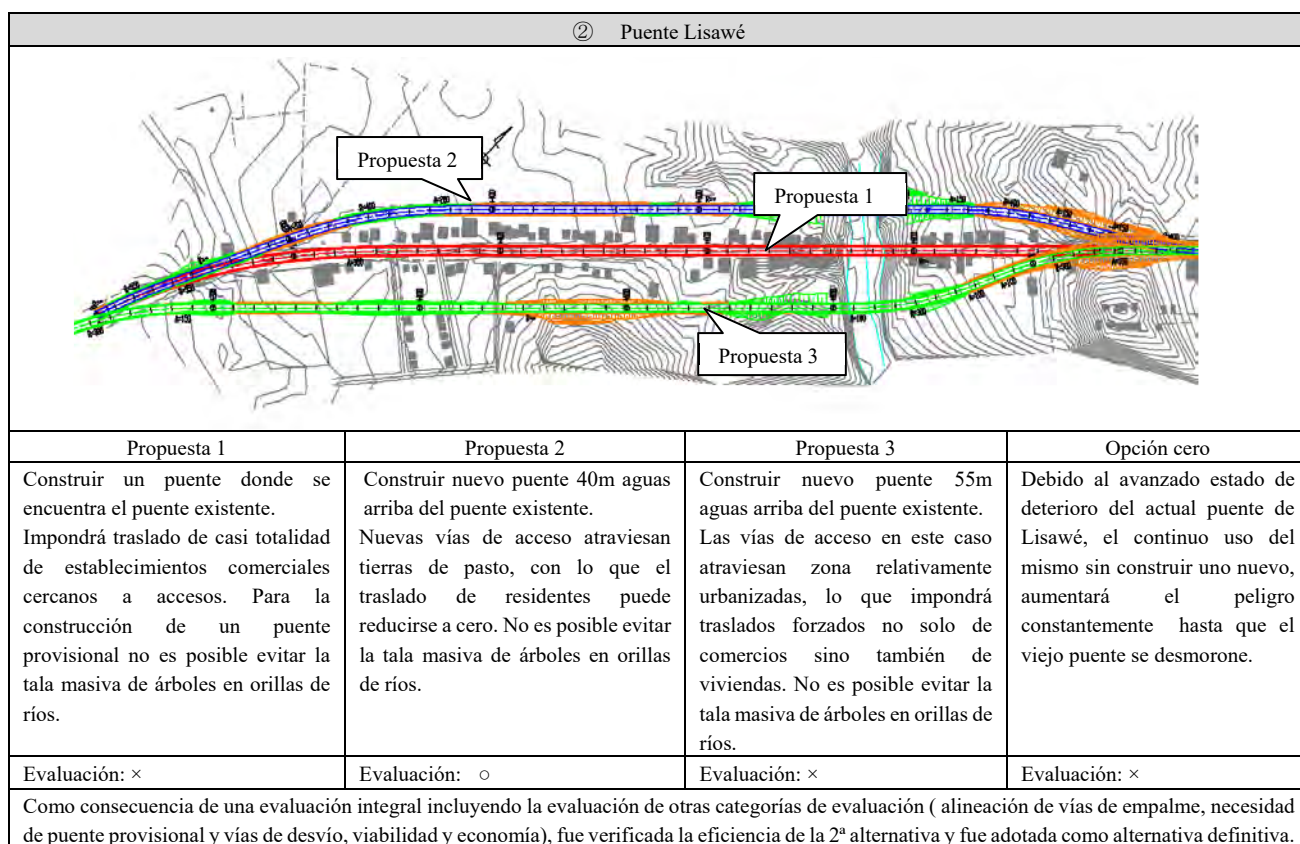 ② Puente Lisawé
Propuesta 2
Propuesta 1
Propuesta 3
Propuesta 1
Construir un puente donde se
encuentra el puente existente.
Impondrá traslado de casi totalidad
de establecimientos comerciales
cercanos a accesos. Para la
construcción de un puente
provisional no es posible evitar la
tala masiva de árboles en orillas de
ríos.
Evaluación: ×
Propuesta 2
Construir nuevo puente 40m aguas
arriba del puente existente.
Nuevas vías de acceso atraviesan
tierras de pasto, con lo que el
traslado de residentes puede
reducirse a cero. No es posible evitar
la tala masiva de árboles en orillas
de ríos.
Evaluación: ○
Propuesta 3
Construir nuevo puente 55m
aguas arriba del puente existente.
Las vías de acceso en este caso
atraviesan zona relativamente
urbanizadas, lo que impondrá
traslados forzados no solo de
comercios sino también de
viviendas. No es posible evitar la
tala masiva de árboles en orillas de
ríos.
Evaluación: ×
Opción cero
Debido al avanzado estado de
deterioro del actual puente de
Lisawé, el continuo uso del
mismo sin construir uno nuevo,
aumentará el peligro
constantemente hasta que el
viejo puente se desmorone.
Evaluación: ×
Como consecuencia de una evaluación integral incluyendo la evaluación de otras categorías de evaluación ( alineación de vías de empalme, necesidad
de puente provisional y vías de desvío, viabilidad y economía), fue verificada la eficiencia de la 2ª alternativa y fue adotada como alternativa definitiva.